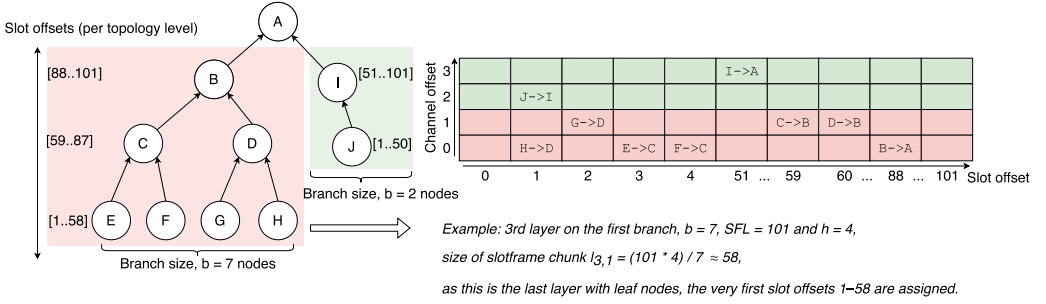 Slot offsets (per topology level)
A
[88..101]
B
I
[51..101]
[59..87]
C
D
J
[1..50]
Branch size, b = 2 nodes
[1..58]
E
F
G
H
Branch size, b = 7 nodes
Channel offset
3
I->A
2
J->I
1
G->D
C->B
D->B
0
H->D
E->C
F->C
B->A
0 1 2 3 4 51 ... 59 60 ... 88 ... 101 Slot offset
Example: 3rd layer on the first branch, b = 7, SFL = 101 and h = 4,
size of slotframe chunk l3,1 = (101 * 4) / 7 ≈ 58,
as this is the last layer with leaf nodes, the very first slot offsets 1–58 are assigned.